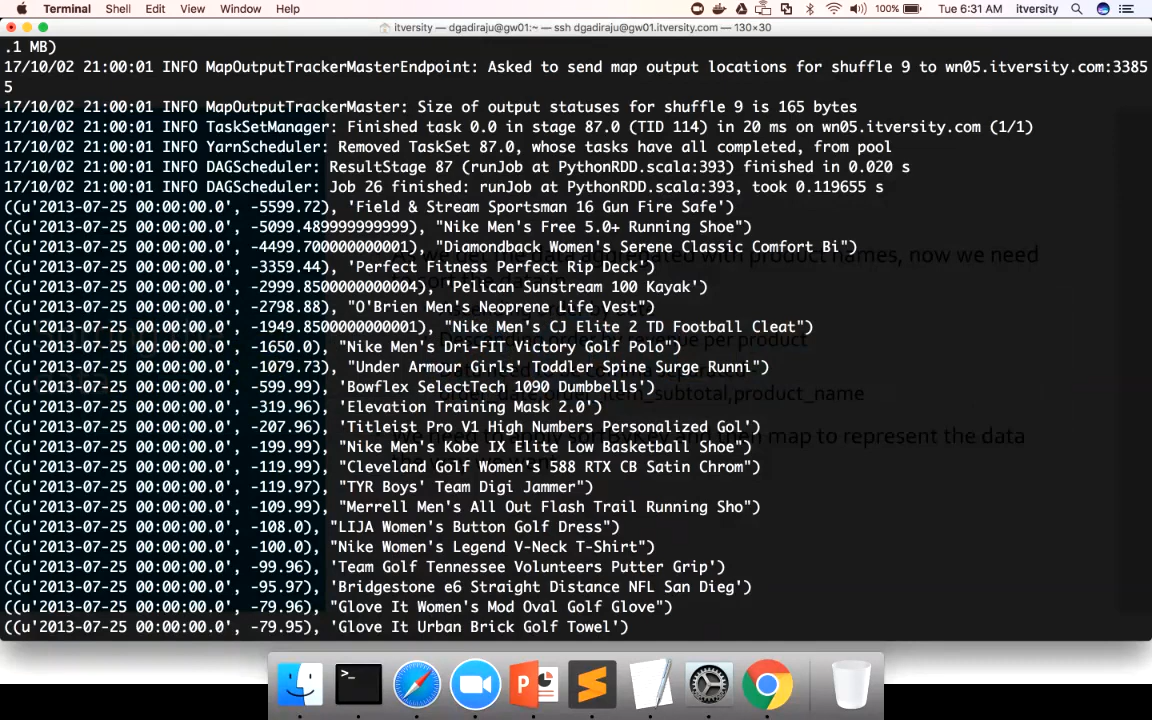 Terminal Shell Edit View Window Help 100% Tue 6:31 AM itversity
itversity — dgadiraju@gw01:~ — ssh dgadiraju@gw01.itversity.com — 130×30
.1 MB)
17/10/02 21:00:01 INFO MapOutputTrackerMasterEndpoint: Asked to send map output locations for shuffle 9 to wn05.itversity.com:3385
5
17/10/02 21:00:01 INFO MapOutputTrackerMaster: Size of output statuses for shuffle 9 is 165 bytes
17/10/02 21:00:01 INFO TaskSetManager: Finished task 0.0 in stage 87.0 (TID 114) in 20 ms on wn05.itversity.com (1/1)
17/10/02 21:00:01 INFO YarnScheduler: Removed TaskSet 87.0, whose tasks have all completed, from pool
17/10/02 21:00:01 INFO DAGScheduler: ResultStage 87 (runJob at PythonRDD.scala:393) finished in 0.020 s
17/10/02 21:00:01 INFO DAGScheduler: Job 26 finished: runJob at PythonRDD.scala:393, took 0.119655 s
((u'2013-07-25 00:00:00.0', -5599.72), 'Field & Stream Sportsman 16 Gun Fire Safe')
((u'2013-07-25 00:00:00.0', -5099.489999999999), "Nike Men's Free 5.0+ Running Shoe")
((u'2013-07-25 00:00:00.0', -4499.700000000001), "Diamondback Women's Serene Classic Comfort Bi")
((u'2013-07-25 00:00:00.0', -3359.44), 'Perfect Fitness Perfect Rip Deck')
((u'2013-07-25 00:00:00.0', -2999.8500000000004), 'Pelican Sunstream 100 Kayak')
((u'2013-07-25 00:00:00.0', -2798.88), "O'Brien Men's Neoprene Life Vest")
((u'2013-07-25 00:00:00.0', -1949.8500000000001), "Nike Men's CJ Elite 2 TD Football Cleat")
((u'2013-07-25 00:00:00.0', -1650.0), "Nike Men's Dri-FIT Victory Golf Polo")
((u'2013-07-25 00:00:00.0', -1079.73), "Under Armour Girls' Toddler Spine Surge Runni")
((u'2013-07-25 00:00:00.0', -599.99), 'Bowflex SelectTech 1090 Dumbbells')
((u'2013-07-25 00:00:00.0', -319.96), 'Elevation Training Mask 2.0')
((u'2013-07-25 00:00:00.0', -207.96), 'Titleist Pro V1 High Numbers Personalized Gol')
((u'2013-07-25 00:00:00.0', -199.99), "Nike Men's Kobe IX Elite Low Basketball Shoe")
((u'2013-07-25 00:00:00.0', -119.99), "Cleveland Golf Women's 588 RTX CB Satin Chrom")
((u'2013-07-25 00:00:00.0', -119.97), "TYR Boys' Team Digi Jammer")
((u'2013-07-25 00:00:00.0', -109.99), "Merrell Men's All Out Flash Trail Running Sho")
((u'2013-07-25 00:00:00.0', -108.0), "LIJA Women's Button Golf Dress")
((u'2013-07-25 00:00:00.0', -100.0), "Nike Women's Legend V-Neck T-Shirt")
((u'2013-07-25 00:00:00.0', -99.96), 'Team Golf Tennessee Volunteers Putter Grip')
((u'2013-07-25 00:00:00.0', -95.97), 'Bridgestone e6 Straight Distance NFL San Dieg')
((u'2013-07-25 00:00:00.0', -79.96), "Glove It Women's Mod Oval Golf Glove")
((u'2013-07-25 00:00:00.0', -79.95), 'Glove It Urban Brick Golf Towel')